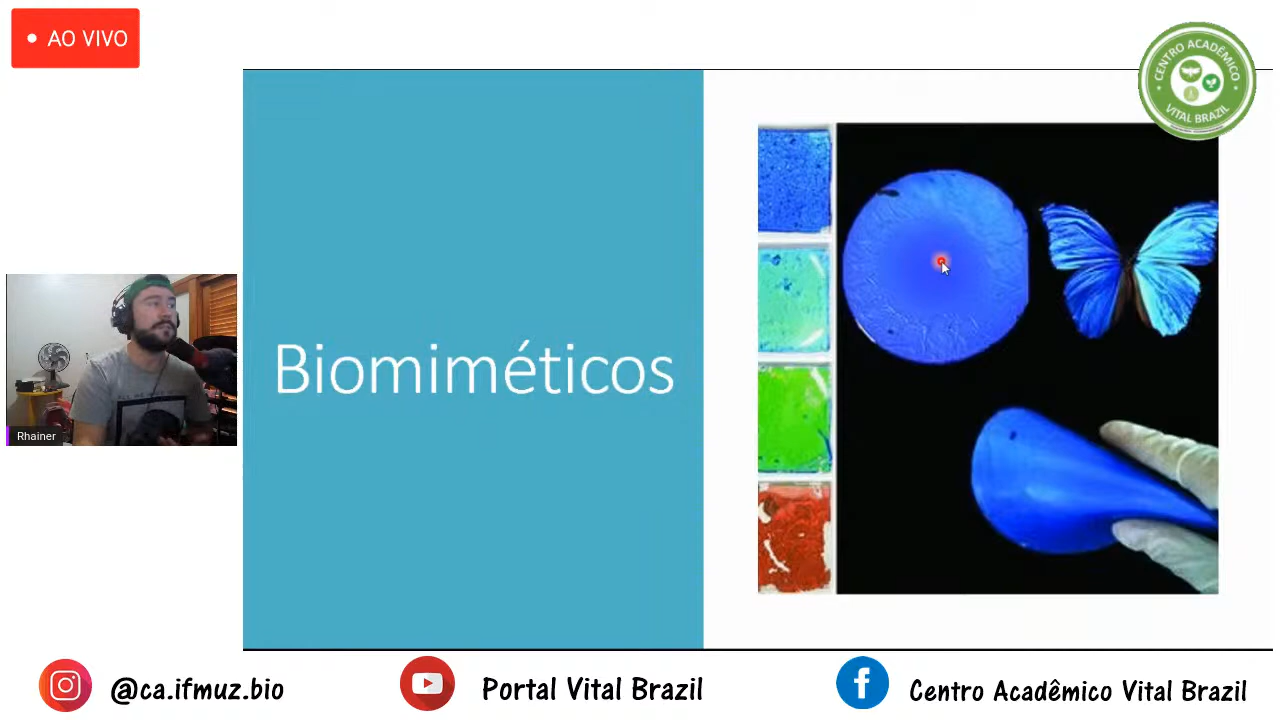 AO VIVO
CENTRO ACADÊMICO
VITAL BRAZIL
Biomiméticos
Rhainer
@ca.ifmuz.bio
Portal Vital Brazil
Centro Acadêmico Vital Brazil